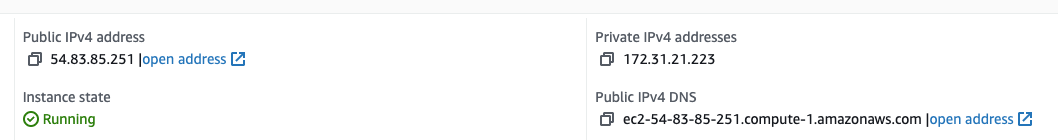 Public IPv4 address
54.83.85.251 |open address
Instance state
Running
Private IPv4 addresses
172.31.21.223
Public IPv4 DNS
ec2-54-83-85-251.compute-1.amazonaws.com |open address